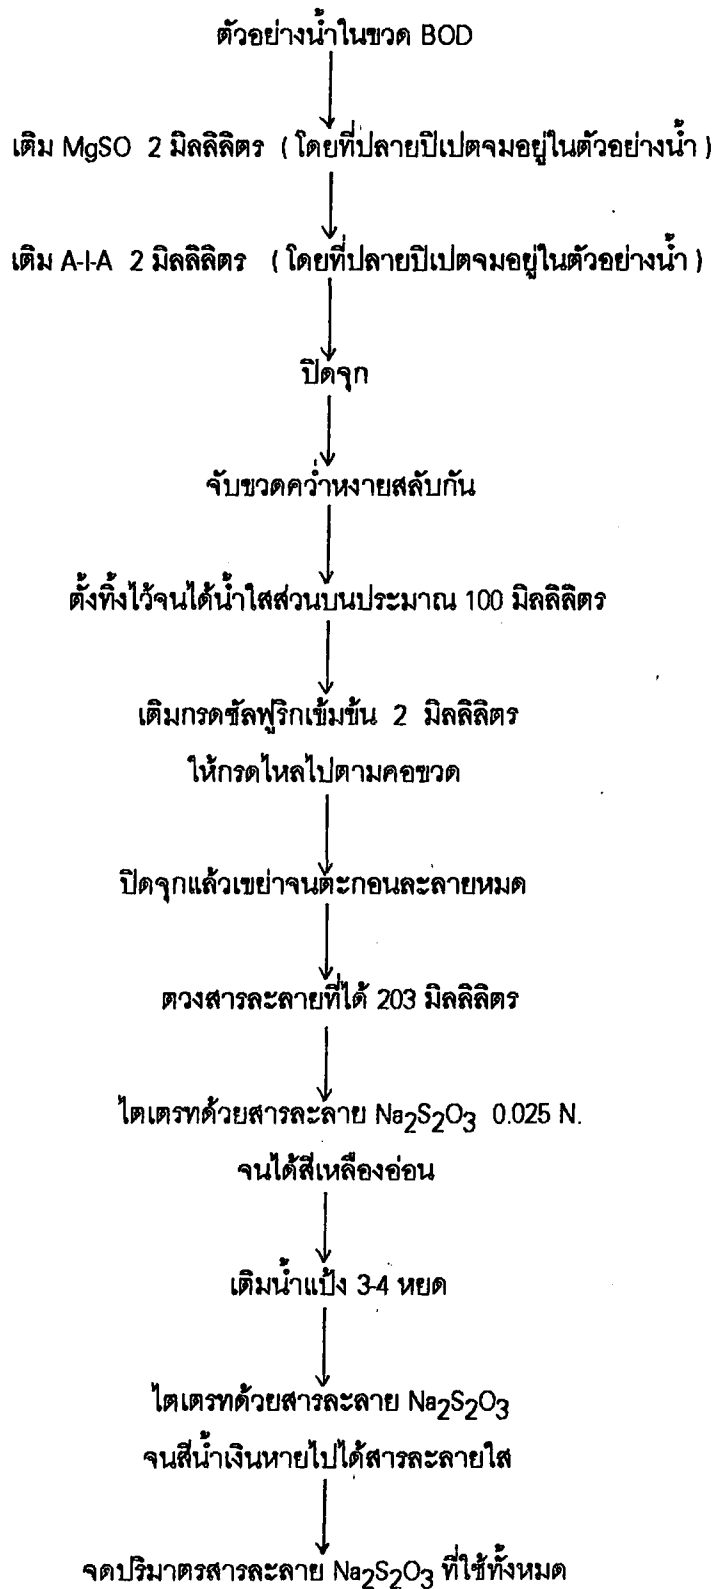 ตัวอย่างน้ำในขวด BOD
เติม MgSO 2 มิลลิลิตร ( โดยที่ปลายปิเปตจมอยู่ในตัวอย่างน้ำ )
เติม A-I-A 2 มิลลิลิตร ( โดยที่ปลายปิเปตจมอยู่ในตัวอย่างน้ำ )
ปิดจุก
จับขวดคว่ำหงายสลับกัน
ตั้งทิ้งไว้จนได้น้ำใสส่วนบนประมาณ 100 มิลลิลิตร
เติมกรดซัลฟูริกเข้มข้น 2 มิลลิลิตร
ให้กรดไหลไปตามคอขวด
ปิดจุกแล้วเขย่าจนตะกอนละลายหมด
ตวงสารละลายที่ได้ 203 มิลลิลิตร
ไตเตรทด้วยสารละลาย Na₂S₂O₃ 0.025 N.
จนได้สีเหลืองอ่อน
เติมน้ำแป้ง 3-4 หยด
ไตเตรทด้วยสารละลาย Na₂S₂O₃
จนสีน้ำเงินหายไปได้สารละลายใส
จดปริมาตรสารละลาย Na₂S₂O₃ ที่ใช้ทั้งหมด